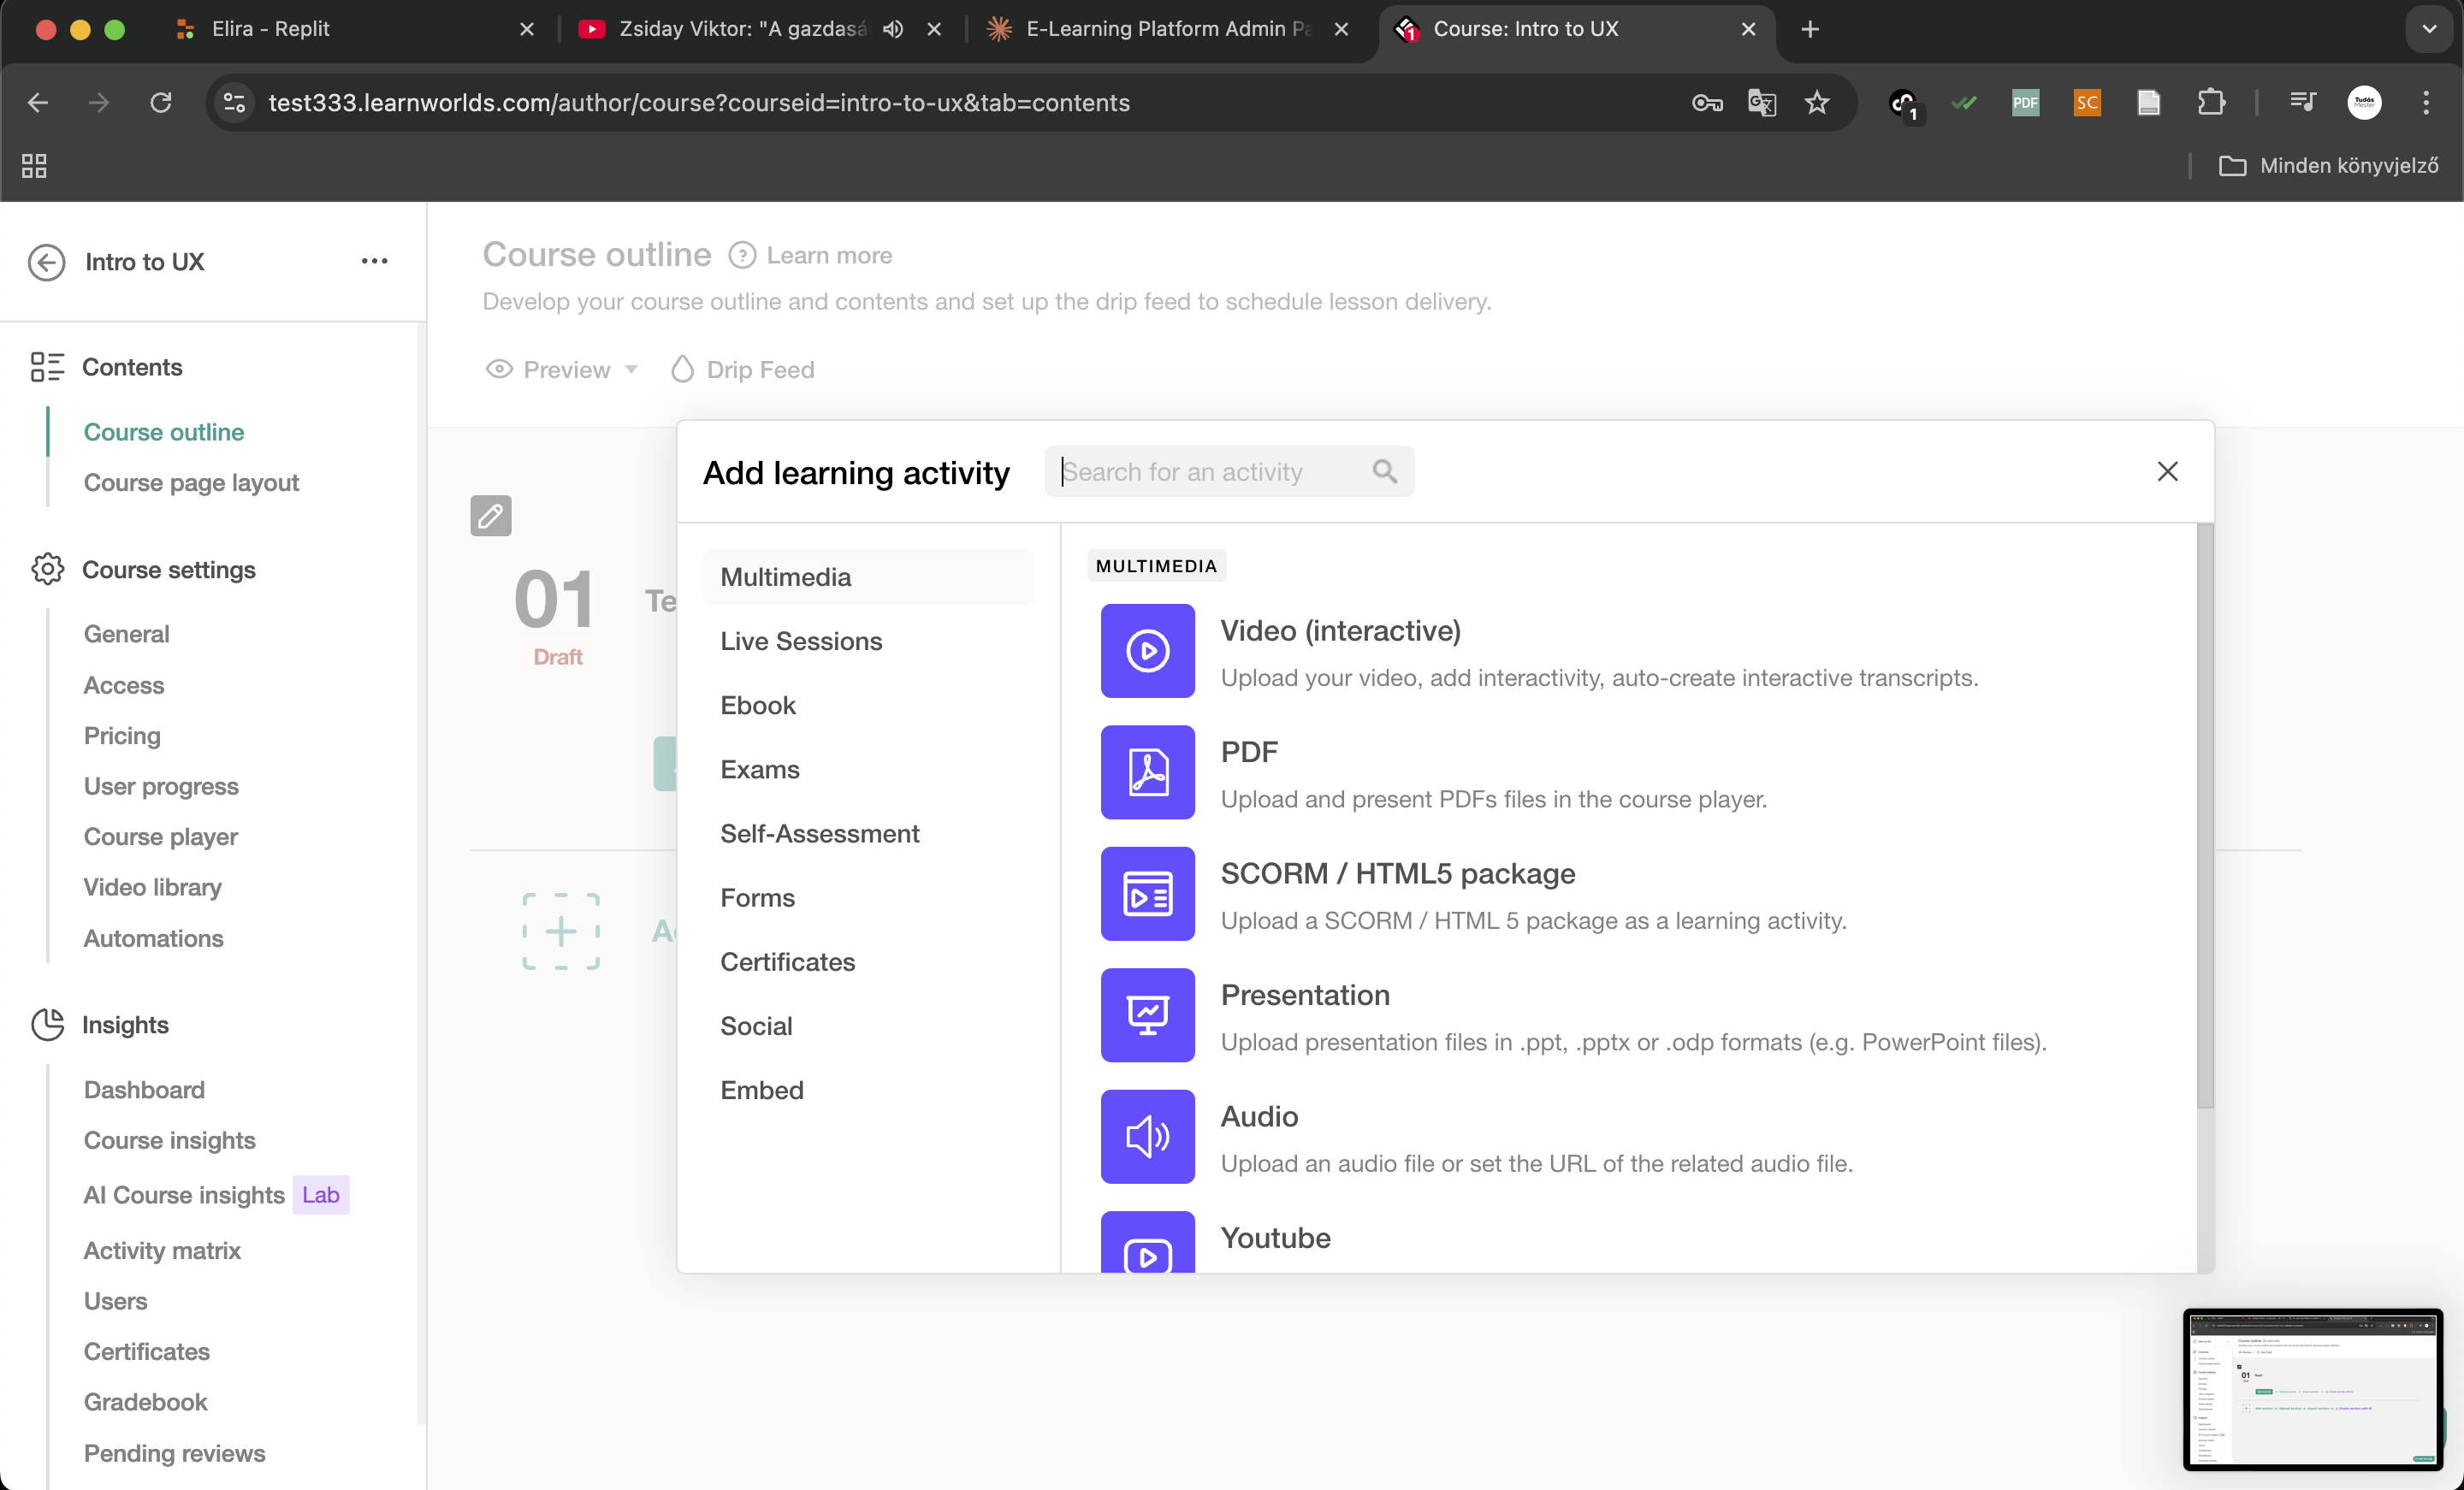 Elira - Replit
Zsiday Viktor: "A gazdasá
E-Learning Platform Admin Pa
Course: Intro to UX
test333.learnworlds.com/author/course?courseid=intro-to-ux&tab=contents
1
1
PDF
SC
Tudás
Mester
Minden könyvjelző
Intro to UX
Contents
Course outline
Course page layout
Course settings
General
Access
Pricing
User progress
Course player
Video library
Automations
Insights
Dashboard
Course insights
AI Course insights Lab
Activity matrix
Users
Certificates
Gradebook
Pending reviews
Course outline ? Learn more
Develop your course outline and contents and set up the drip feed to schedule lesson delivery.
Preview Drip Feed
01
Te
Draft
Add learning activity
Search for an activity
Multimedia
Live Sessions
Ebook
Exams
Self-Assessment
Forms
Certificates
Social
Embed
MULTIMEDIA
Video (interactive)
Upload your video, add interactivity, auto-create interactive transcripts.
PDF
Upload and present PDFs files in the course player.
SCORM / HTML5 package
Upload a SCORM / HTML 5 package as a learning activity.
Presentation
Upload presentation files in .ppt, .pptx or .odp formats (e.g. PowerPoint files).
Audio
Upload an audio file or set the URL of the related audio file.
Youtube